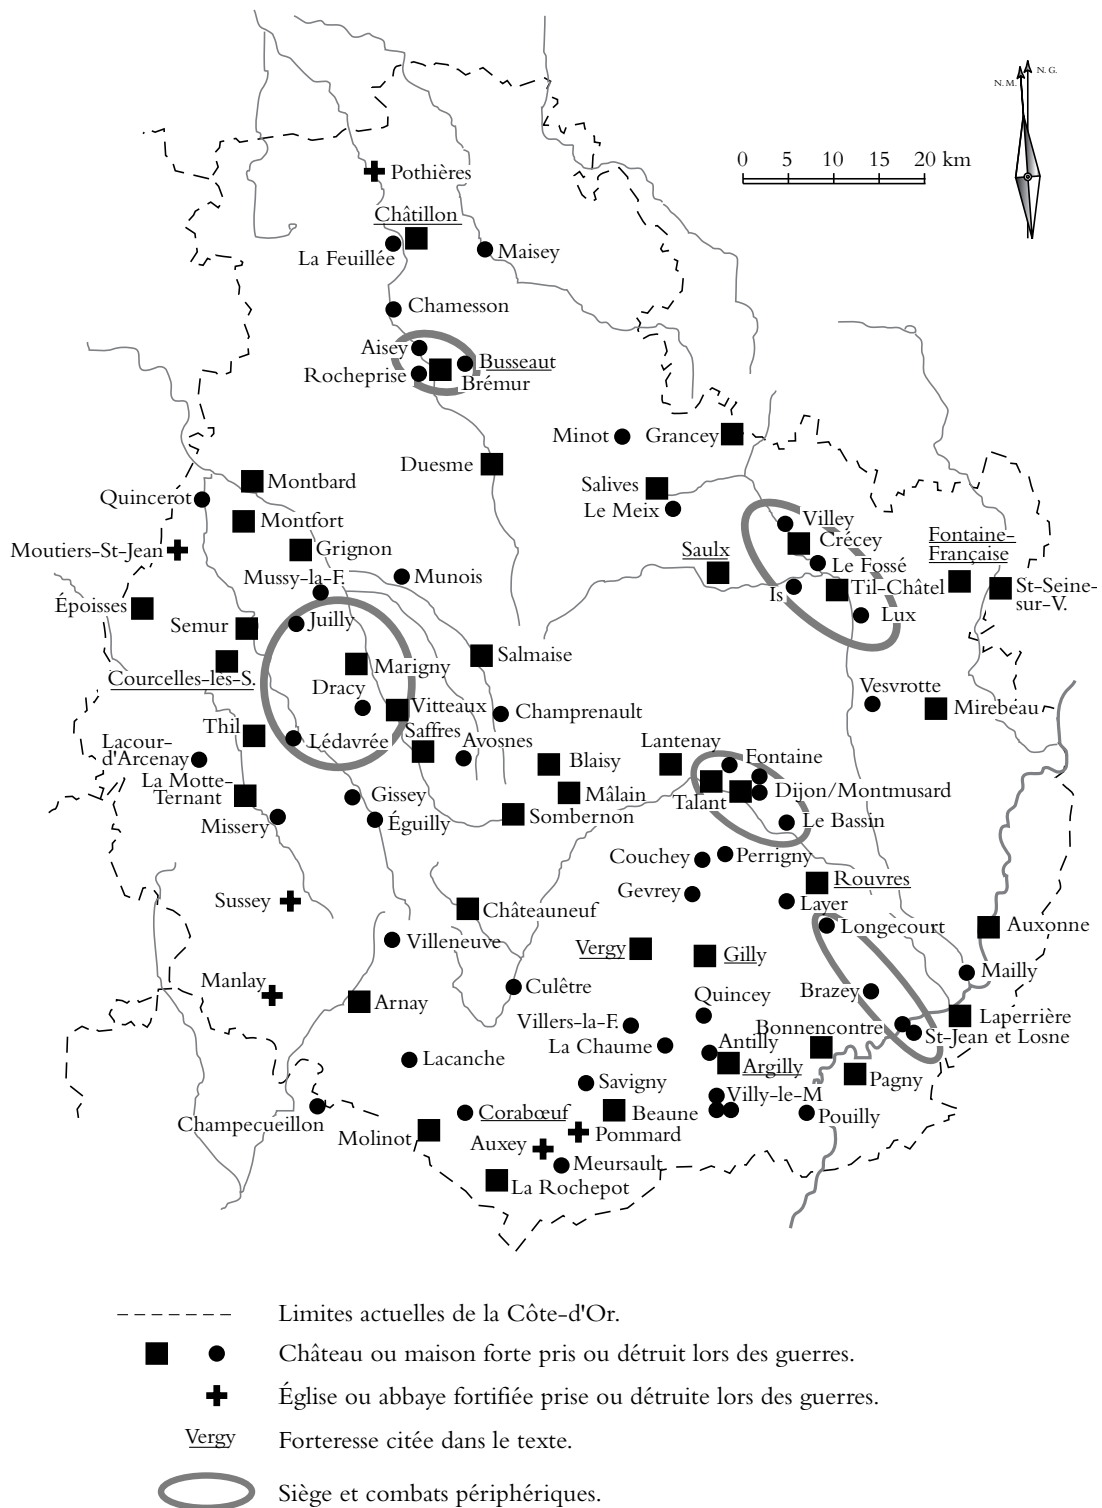 N. M.
N. G.
0 5 10 15 20 km
Pothières
Châtillon
La Feuillée
Maisey
Chamesson
Aisey
Busseaut
Rocheprise
Brémur
Minot
Grancey
Duesme
Montbard
Salives
Quincerot
Le Meix
Villey
Montfort
Crécey
Fontaine-
Française
Moutiers-St-Jean
Grignon
Saulx
Le Fossé
Mussy-la-F.
Munois
Is
Til-Châtel
St-Seine-
sur-V.
Époisses
Juilly
Lux
Semur
Salmaise
Marigny
Courcelles-lès-S.
Dracy
Vesvrotte
Vitteaux
Champrenault
Mirebeau
Thil
Saffres
Lédavrée
Avosnes
Lantenay
Lacour-
d'Arcenay
Fontaine
Blaisy
La Motte-
Ternant
Mâlain
Talant
Dijon/Montmusard
Gissey
Missery
Éguilly
Sombernon
Le Bassin
Couchey
Perrigny
Rouvres
Gevrey
Sussey
Layer
Châteauneuf
Longecourt
Auxonne
Villeneuve
Vergy
Gilly
Mailly
Manlay
Culêtre
Brazey
Arnay
Quincey
Laperrière
Villers-la-F.
Bonnencontre
St-Jean et Losne
La Chaume
Antilly
Lacanche
Argilly
Pagny
Savigny
Villy-le-M
Champecueillon
Corabœuf
Beaune
Pouilly
Molinot
Pommard
Auxey
Meursault
La Rochepot
Limites actuelles de la Côte-d'Or.
Château ou maison forte pris ou détruit lors des guerres.
Église ou abbaye fortifiée prise ou détruite lors des guerres.
Vergy Forteresse citée dans le texte.
Siège et combats périphériques.